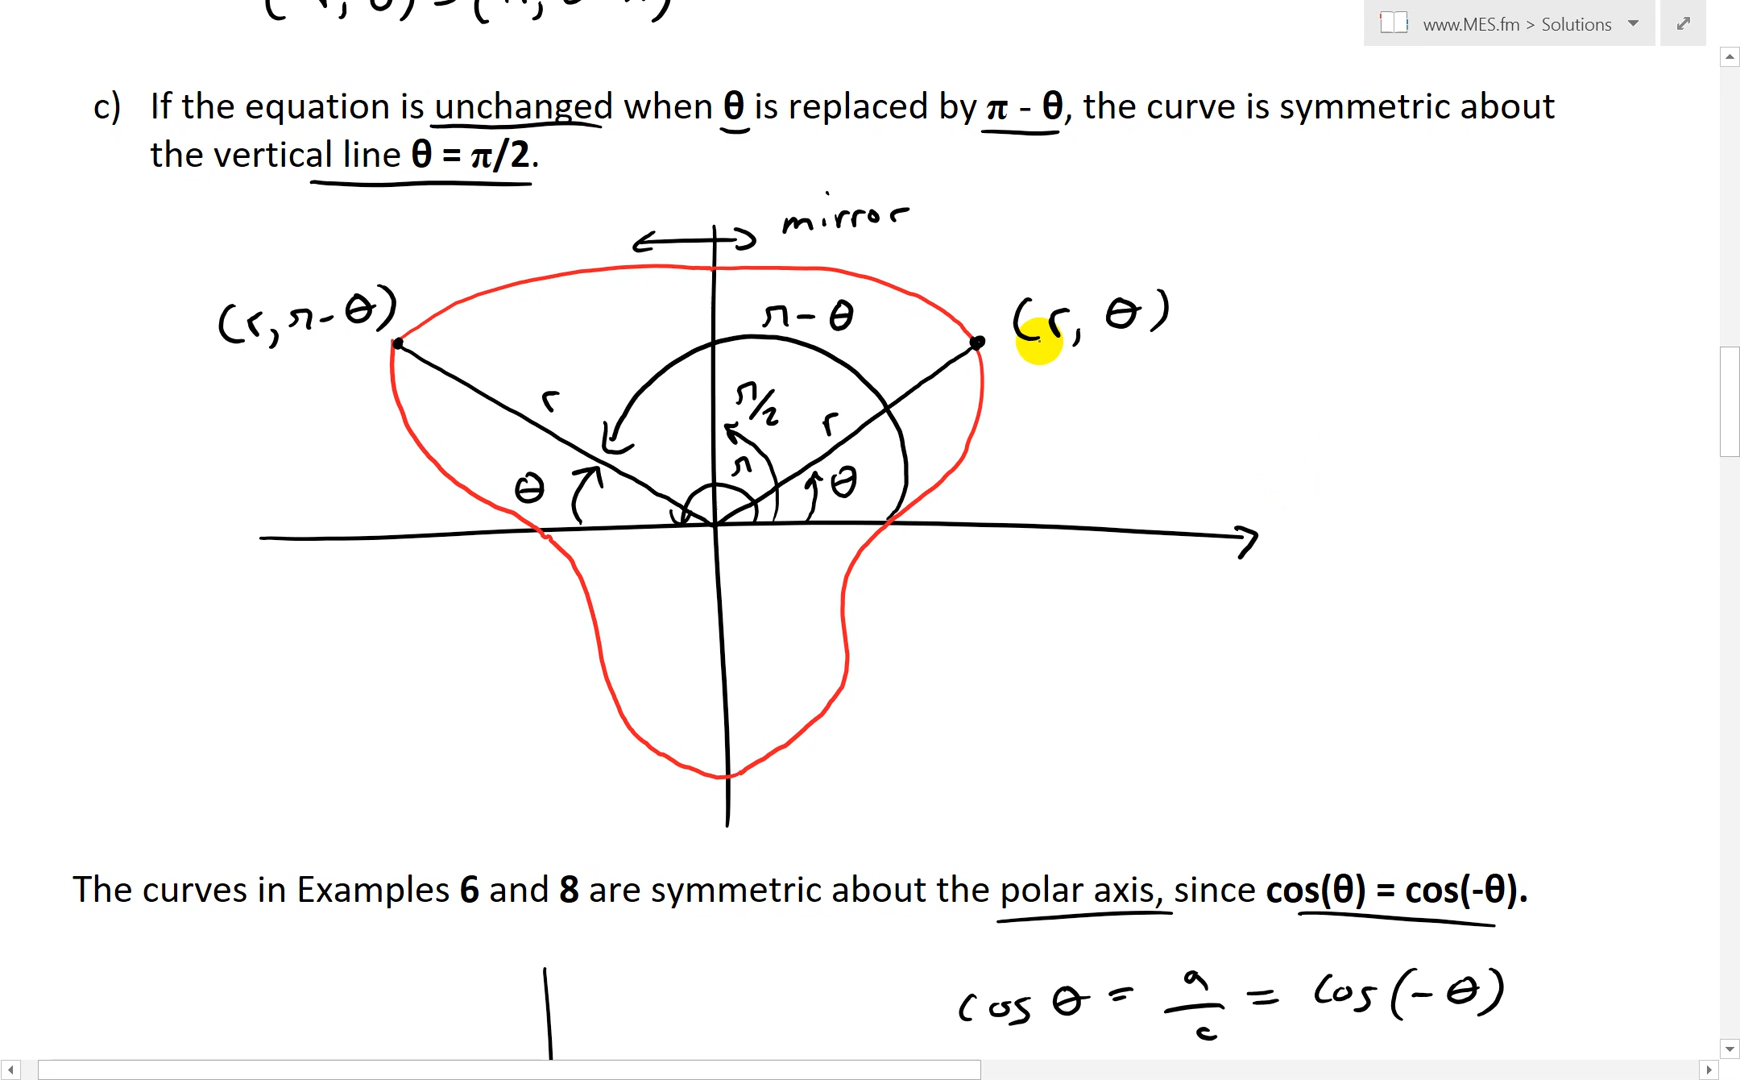 www.MES.fm > Solutions
c) If the equation is unchanged when θ is replaced by π - θ, the curve is symmetric about
the vertical line θ = π/2.
mirror
(r, π-θ)
π-θ
(r, θ)
r
π/2
r
θ
π
θ
The curves in Examples 6 and 8 are symmetric about the polar axis, since cos(θ) = cos(-θ).
cos θ = a/c = cos(-θ)